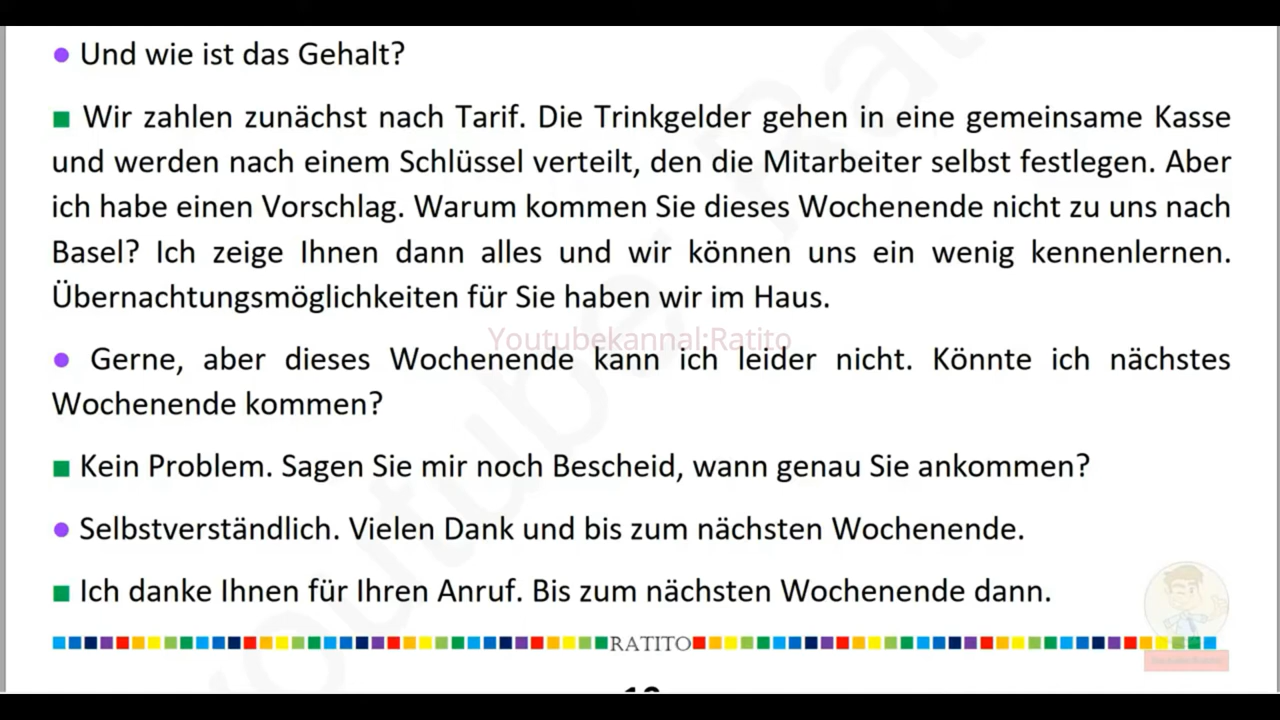 Und wie ist das Gehalt?
Wir zahlen zunächst nach Tarif. Die Trinkgelder gehen in eine gemeinsame Kasse
und werden nach einem Schlüssel verteilt, den die Mitarbeiter selbst festlegen. Aber
ich habe einen Vorschlag. Warum kommen Sie dieses Wochenende nicht zu uns nach
Basel? Ich zeige Ihnen dann alles und wir können uns ein wenig kennenlernen.
Übernachtungsmöglichkeiten für Sie haben wir im Haus.
Youtubekannal:Ratito
Gerne, aber dieses Wochenende kann ich leider nicht. Könnte ich nächstes
Wochenende kommen?
Kein Problem. Sagen Sie mir noch Bescheid, wann genau Sie ankommen?
Selbstverständlich. Vielen Dank und bis zum nächsten Wochenende.
Ich danke Ihnen für Ihren Anruf. Bis zum nächsten Wochenende dann.
RATITO